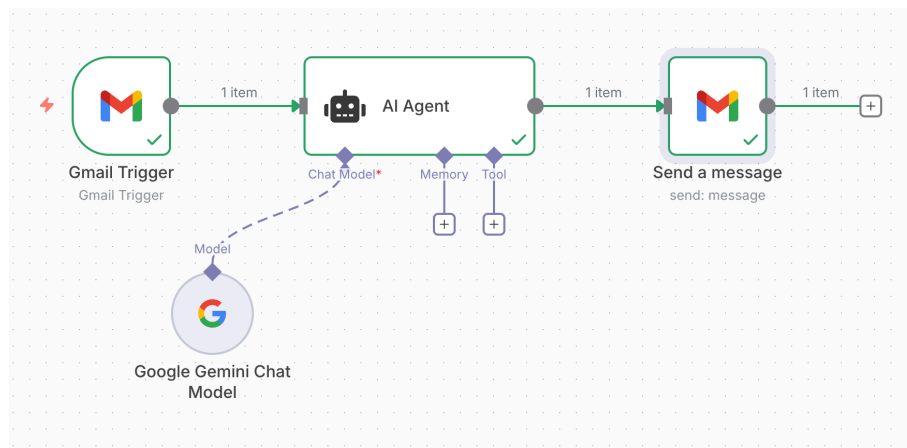 1 item
1 item
1 item
AI Agent
Gmail Trigger
Gmail Trigger
Chat Model*
Memory
Tool
Send a message
send: message
Model
Google Gemini Chat
Model